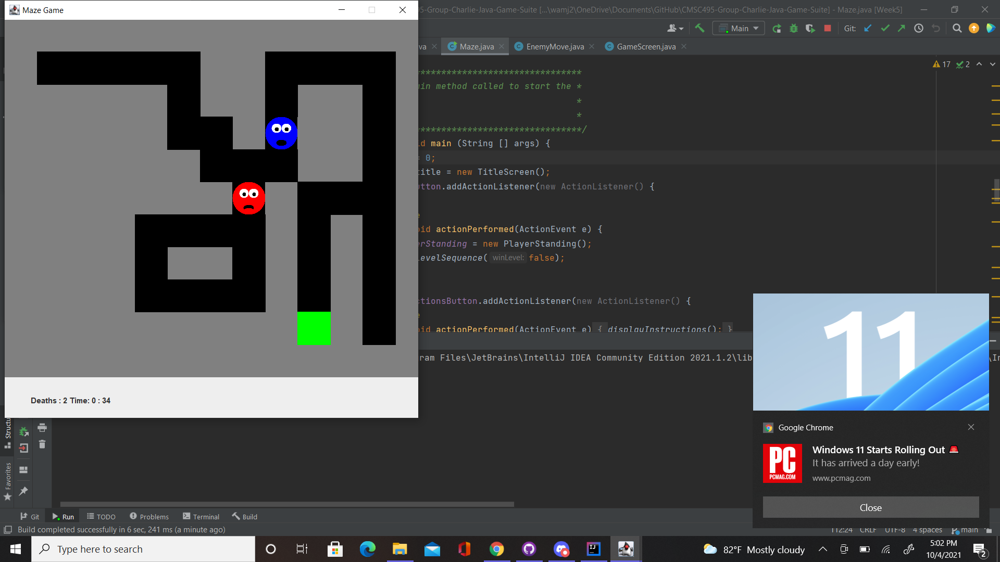 Maze Game
95-Group-Charlie-Java-Game-Suite [...\wamj2\OneDrive\Documents\GitHub\CMSC495-Group-Charlie-Java-Game-Suite] - Maze.java [Week5]
Main
Git:
va
Maze.java
EnemyMove.java
GameScreen.java
17
2
*******************************
in method called to start the *
*
*
*******************************/
d main (String [] args) {
= 0;
title = new TitleScreen();
tton.addActionListener(new ActionListener() {
e
id actionPerformed(ActionEvent e) {
rStanding = new PlayerStanding();
evelSequence( winLevel: false);
ctionsButton.addActionListener(new ActionListener() {
e
id actionPerformed(ActionEvent e) { displayInstructions(); }
ram Files\JetBrains\IntelliJ IDEA Community Edition 2021.1.2\lib
\In
Deaths : 2 Time: 0 : 34
Structu
Favorites
11
Google Chrome
PC
PCMAG.COM
Windows 11 Starts Rolling Out 🚨
It has arrived a day early!
www.pcmag.com
Close
Git
Run
TODO
Problems
Terminal
Build
Build completed successfully in 6 sec, 241 ms (a minute ago)
112:24
CRLF
UTF-8
4 spaces
main
Type here to search
IJ
82°F Mostly cloudy
5:02 PM
10/4/2021
2